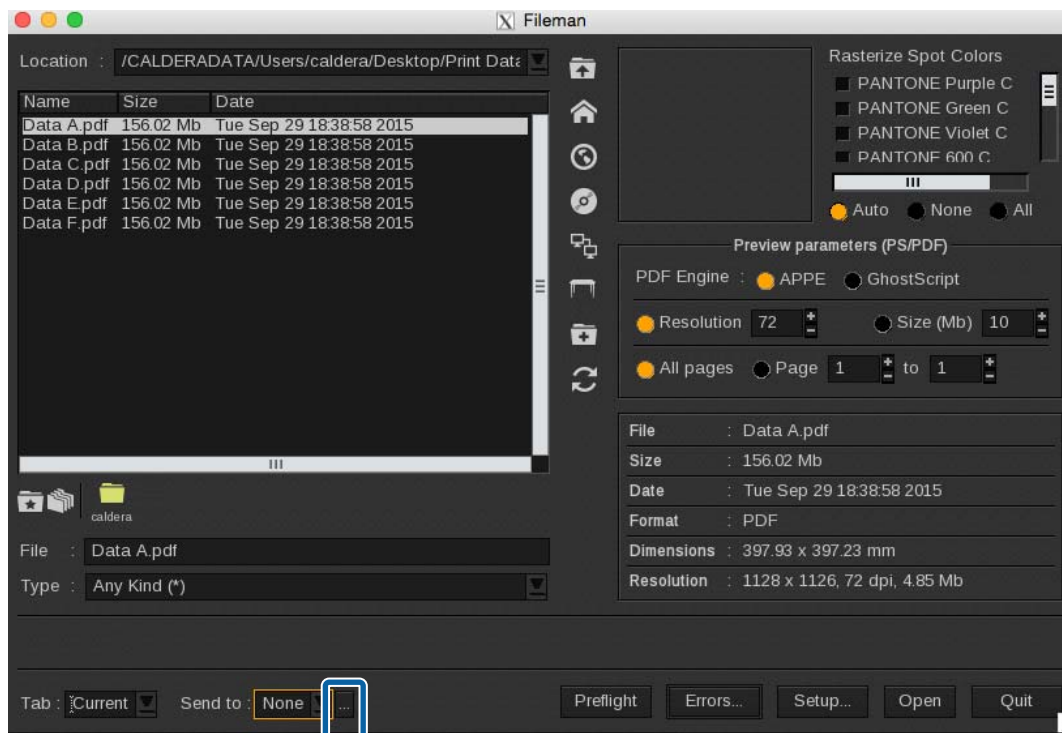 Fileman
Location : /CALDERADATA/Users/caldera/Desktop/Print Data
Name Size Date
Data A.pdf 156.02 Mb Tue Sep 29 18:38:58 2015
Data B.pdf 156.02 Mb Tue Sep 29 18:38:58 2015
Data C.pdf 156.02 Mb Tue Sep 29 18:38:58 2015
Data D.pdf 156.02 Mb Tue Sep 29 18:38:58 2015
Data E.pdf 156.02 Mb Tue Sep 29 18:38:58 2015
Data F.pdf 156.02 Mb Tue Sep 29 18:38:58 2015
caldera
File : Data A.pdf
Type : Any Kind (*)
Rasterize Spot Colors
PANTONE Purple C
PANTONE Green C
PANTONE Violet C
PANTONE 600 C
Auto None All
Preview parameters (PS/PDF)
PDF Engine : APPE GhostScript
Resolution 72 Size (Mb) 10
All pages Page 1 to 1
File : Data A.pdf
Size : 156.02 Mb
Date : Tue Sep 29 18:38:58 2015
Format : PDF
Dimensions : 397.93 x 397.23 mm
Resolution : 1128 x 1126, 72 dpi, 4.85 Mb
Tab : Current Send to : None ... Preflight Errors... Setup... Open Quit